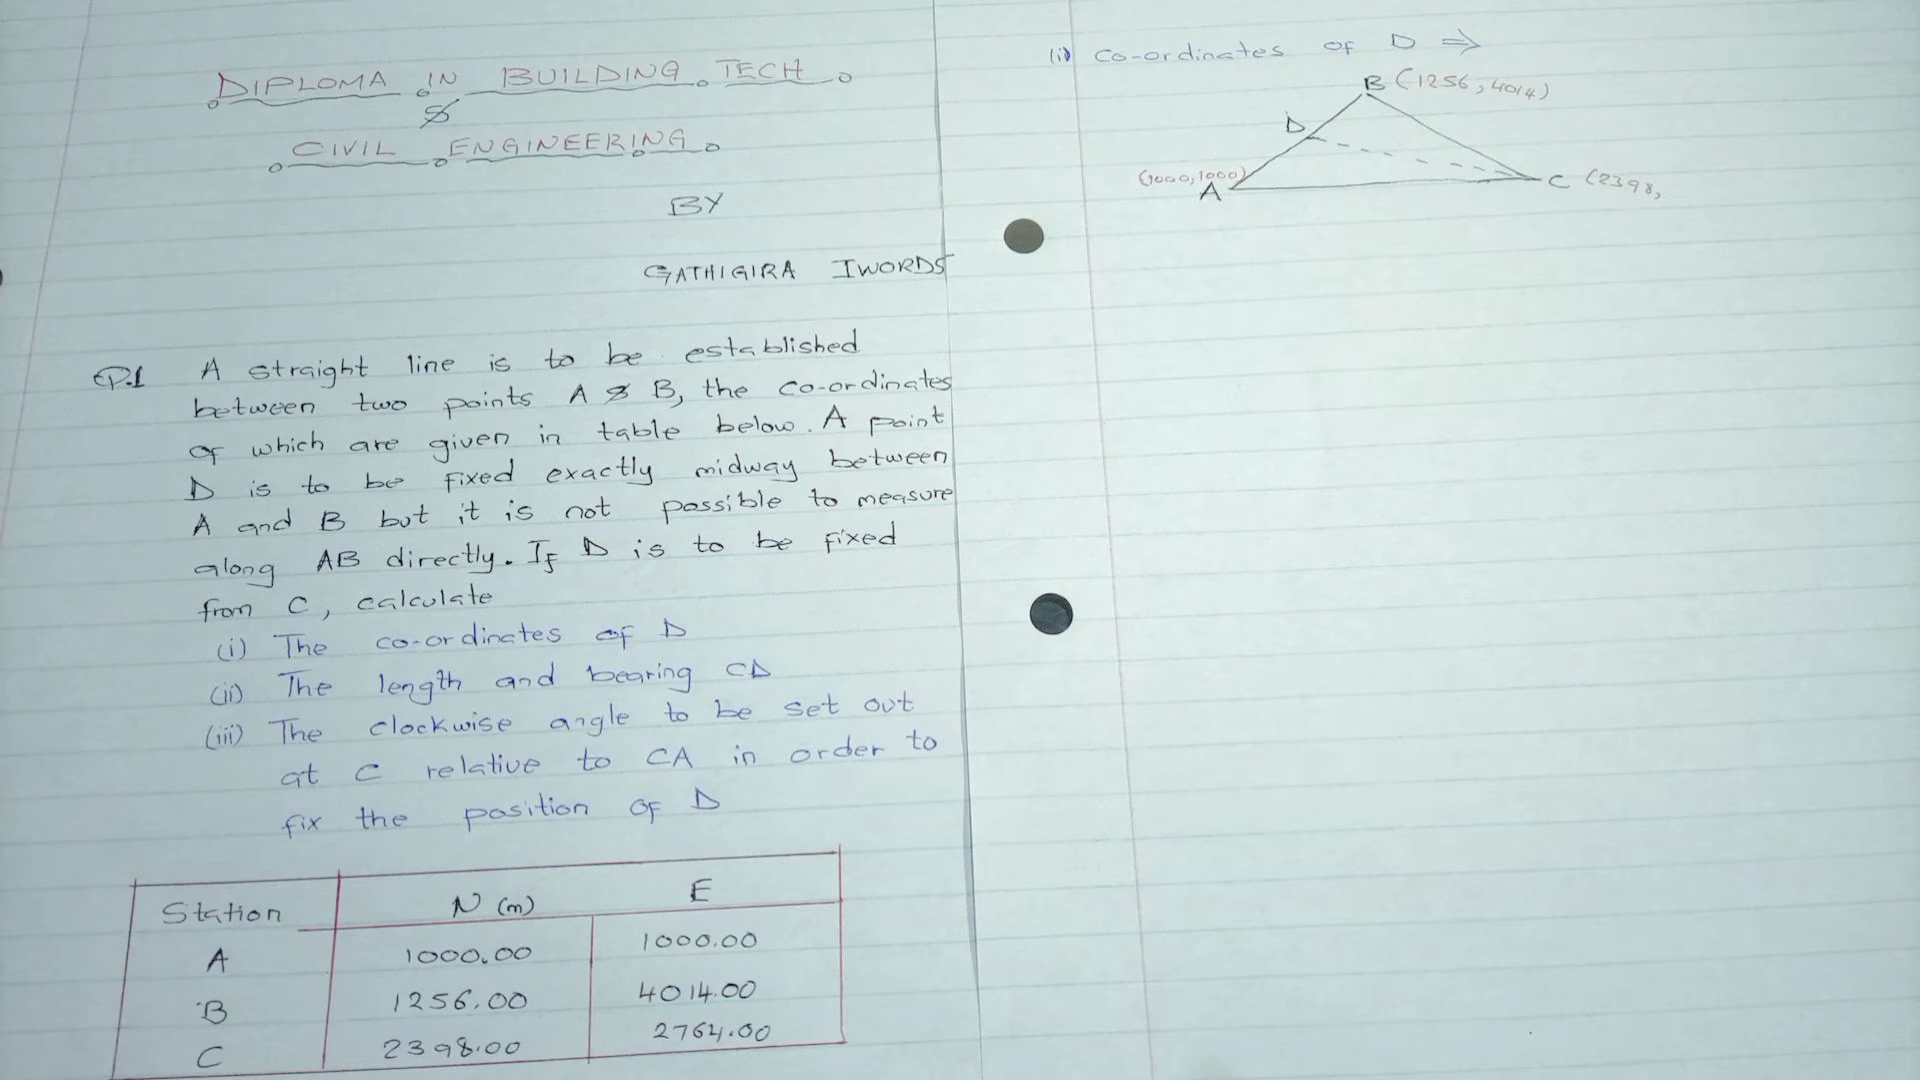 DIPLOMA IN BUILDING TECH
&
CIVIL ENGINEERING
BY
GATHIGIRA IWORDS
Q.1 A straight line is to be established
between two points A & B, the co-ordinates
of which are given in table below. A point
D is to be fixed exactly midway between
A and B but it is not possible to measure
along AB directly. If D is to be fixed
from C, calculate
(i) The co-ordinates of D
(ii) The length and bearing CD
(iii) The clockwise angle to be set out
at C relative to CA in order to
fix the position of D
Station N (m) E
A 1000.00 1000.00
B 1256.00 4014.00
C 2398.00 2764.00
(i) Co-ordinates of D ⇒
B (1256, 4014)
D
(1000,1000)
A
C (2398,